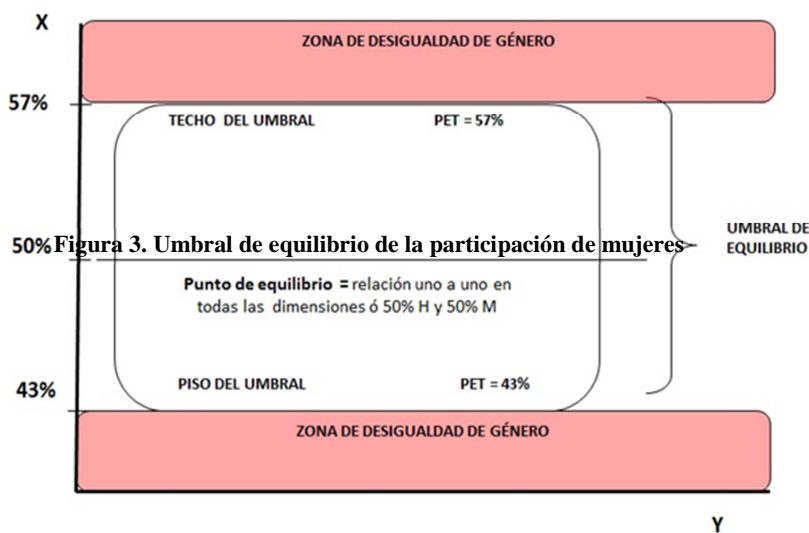 X
ZONA DE DESIGUALDAD DE GÉNERO
57%
TECHO DEL UMBRAL PET = 57%
UMBRAL DE
EQUILIBRIO
50%
Figura 3. Umbral de equilibrio de la participación de mujeres
Punto de equilibrio = relación uno a uno en
todas las dimensiones ó 50% H y 50% M
43%
PISO DEL UMBRAL PET = 43%
ZONA DE DESIGUALDAD DE GÉNERO
Y